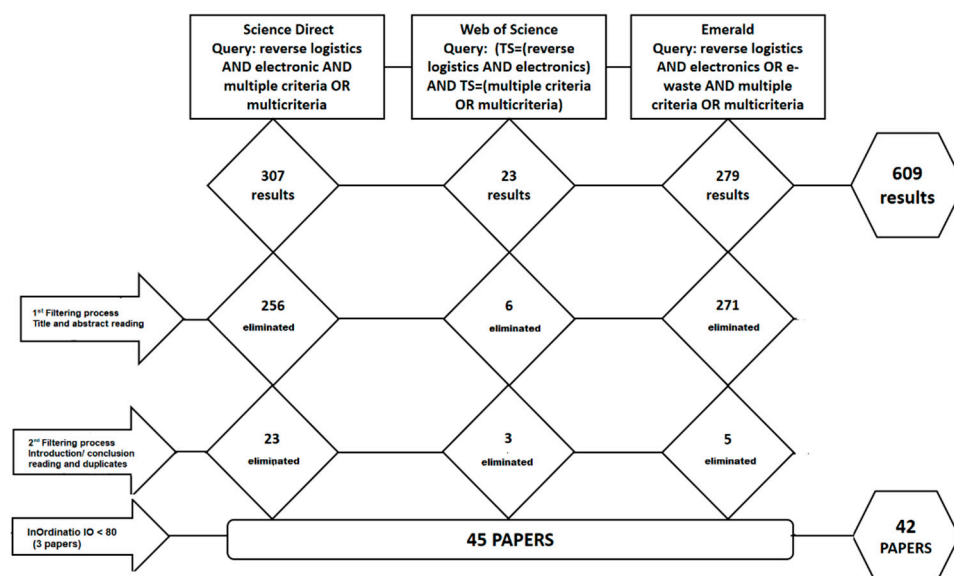 Science Direct
Query: reverse logistics
AND electronic AND
multiple criteria OR
multicriteria
Web of Science
Query: (TS=(reverse
logistics AND electronics)
AND TS=(multiple criteria
OR multicriteria)
Emerald
Query: reverse logistics
AND electronics OR e-
waste AND multiple
criteria OR multicriteria
307
results
23
results
279
results
609
results
1st Filtering process
Title and abstract reading
256
eliminated
6
eliminated
271
eliminated
2nd Filtering process
Introduction/ conclusion
reading and duplicates
23
eliminated
3
eliminated
5
eliminated
InOrdinatio IO < 80
(3 papers)
45 PAPERS
42
PAPERS